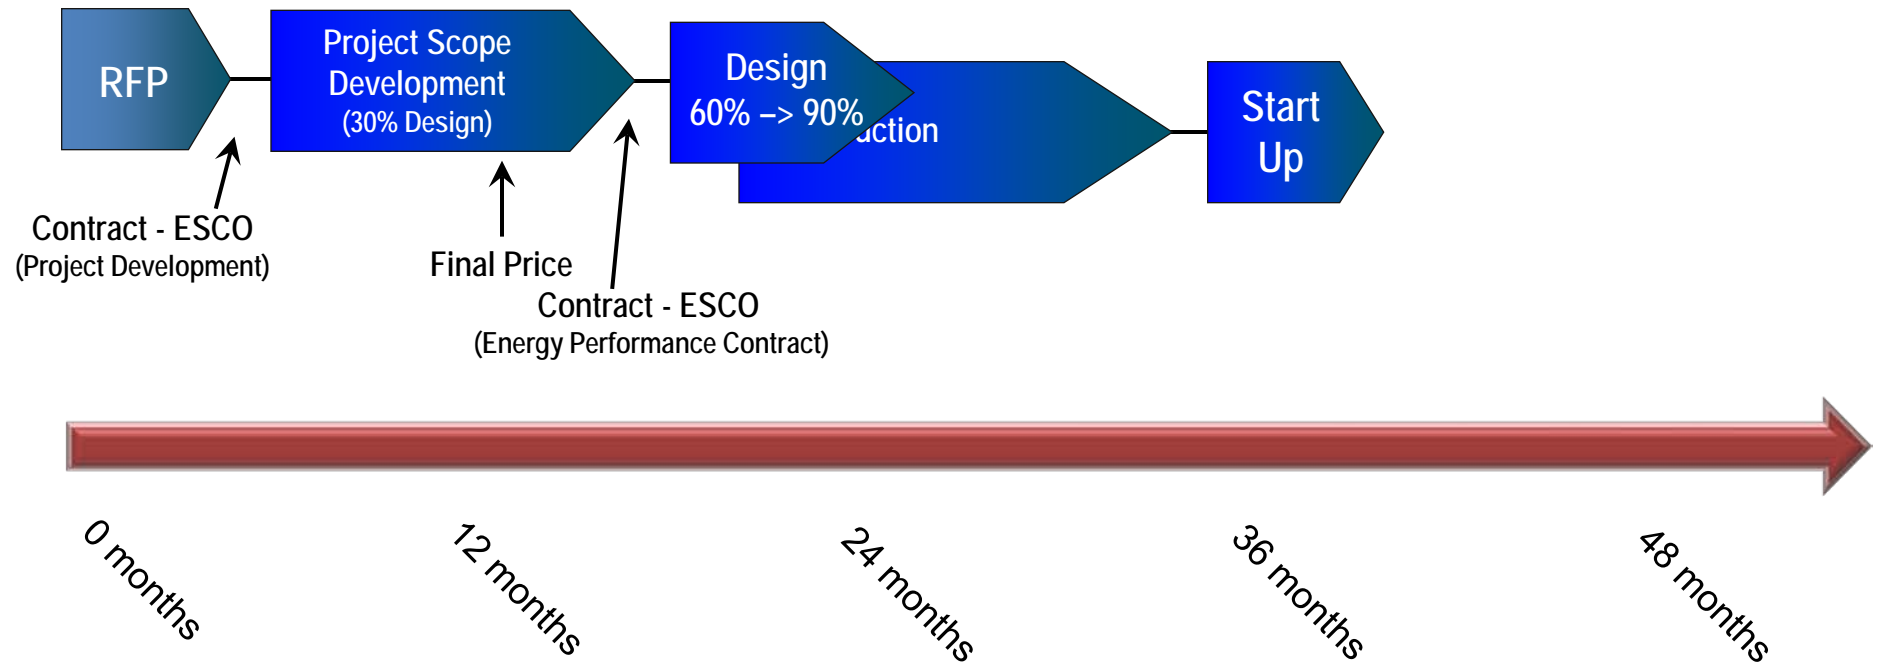 RFP
Project Scope
Development
(30% Design)
Design
60% –> 90%
uction
Start
Up
Contract - ESCO
(Project Development)
Final Price
Contract - ESCO
(Energy Performance Contract)
0 months
12 months
24 months
36 months
48 months